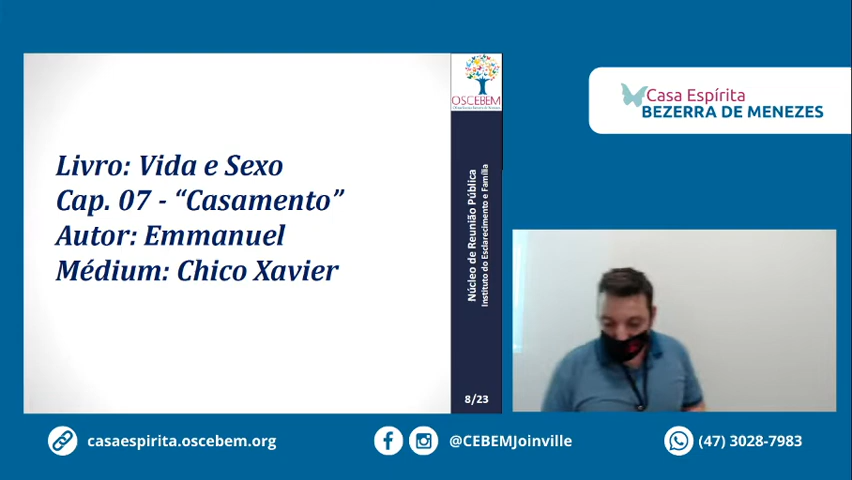 Livro: Vida e Sexo
Cap. 07 - “Casamento”
Autor: Emmanuel
Médium: Chico Xavier
OSCEBEM
Núcleo de Reunião Pública
Instituto do Esclarecimento e Família
8/23
Casa Espírita
BEZERRA DE MENEZES
casaespirita.oscebem.org
@CEBEMJoinville
(47) 3028-7983